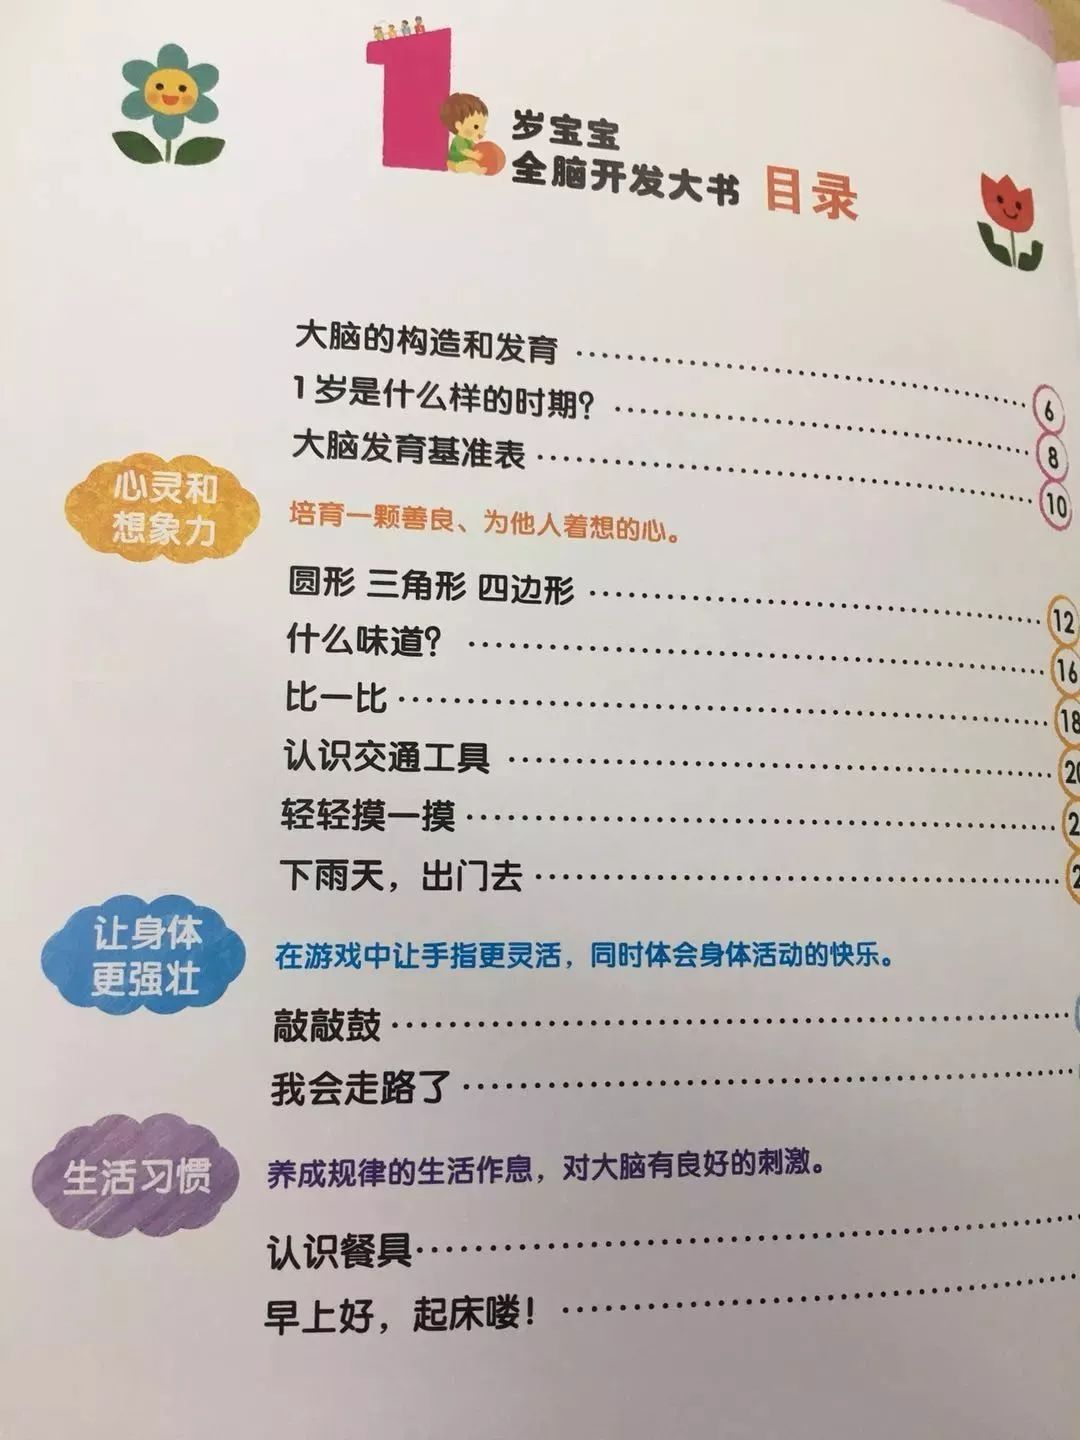 1岁宝宝
全脑开发大书 目录
大脑的构造和发育 6
1岁是什么样的时期？ 8
大脑发育基准表 10
心灵和
想象力
培育一颗善良、为他人着想的心。
圆形 三角形 四边形 12
什么味道？ 16
比一比 18
认识交通工具
轻轻摸一摸
下雨天，出门去
让身体
更强壮
在游戏中让手指更灵活，同时体会身体活动的快乐。
敲敲鼓
我会走路了
生活习惯
养成规律的生活作息，对大脑有良好的刺激。
认识餐具
早上好，起床喽！